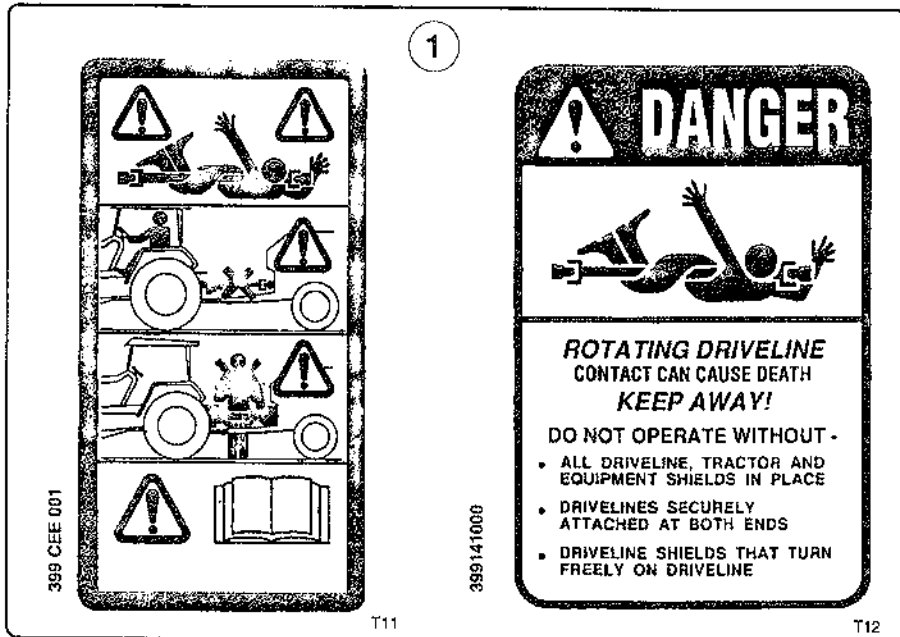 1
399 CEE 001
T11
DANGER
ROTATING DRIVELINE
CONTACT CAN CAUSE DEATH
KEEP AWAY!
DO NOT OPERATE WITHOUT -
• ALL DRIVELINE, TRACTOR AND
EQUIPMENT SHIELDS IN PLACE
• DRIVELINES SECURELY
ATTACHED AT BOTH ENDS
• DRIVELINE SHIELDS THAT TURN
FREELY ON DRIVELINE
399141000
T12